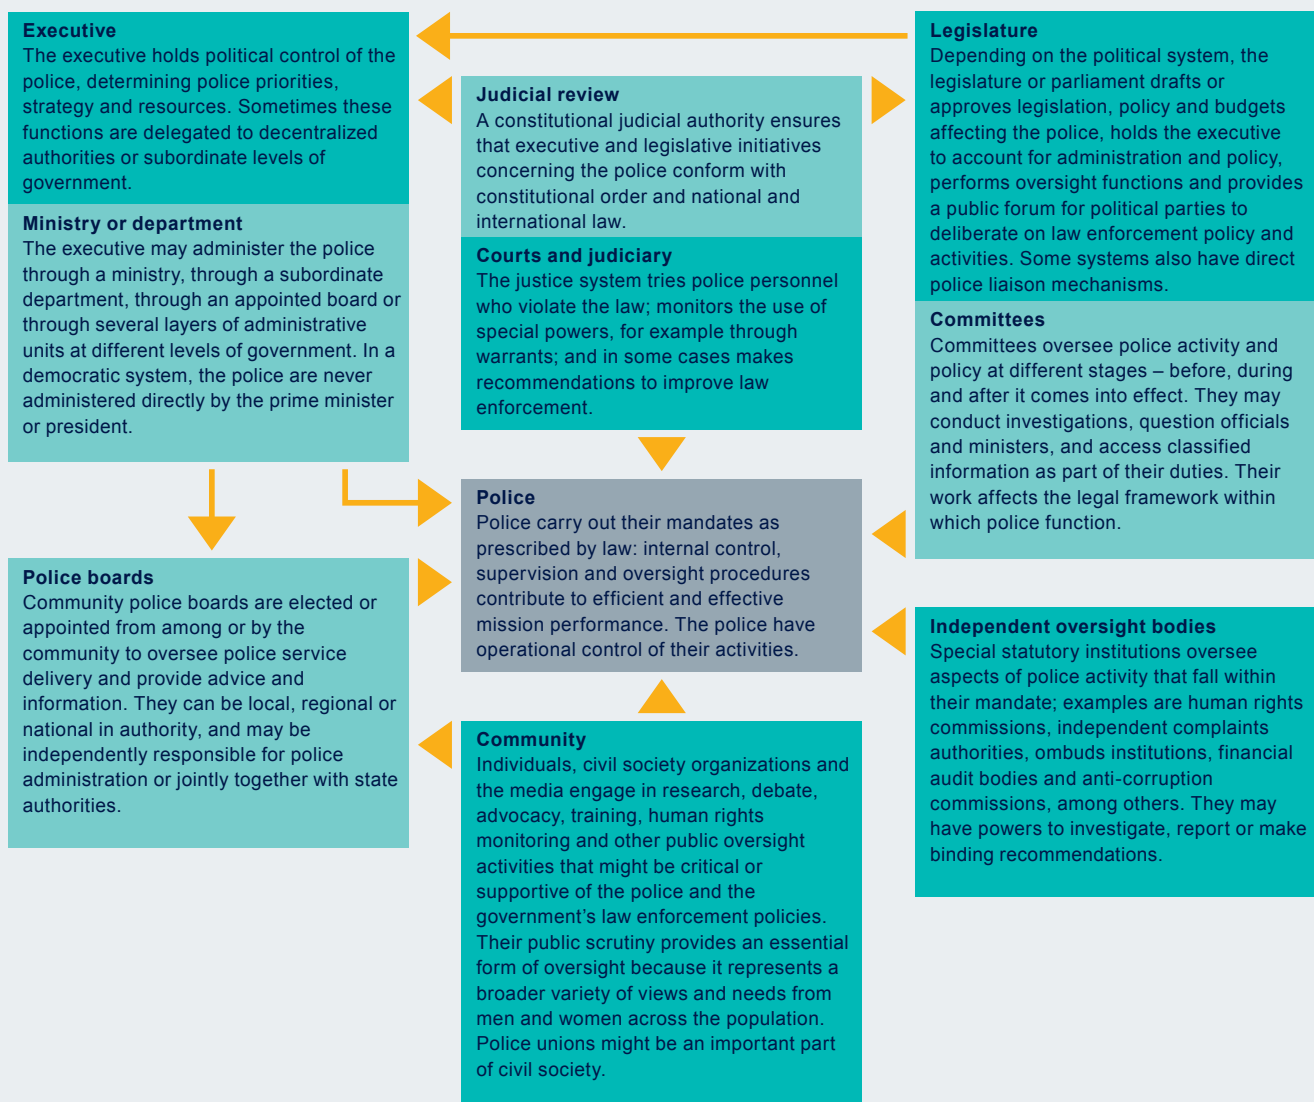 Executive
The executive holds political control of the
police, determining police priorities,
strategy and resources. Sometimes these
functions are delegated to decentralized
authorities or subordinate levels of
government.
Ministry or department
The executive may administer the police
through a ministry, through a subordinate
department, through an appointed board or
through several layers of administrative
units at different levels of government. In a
democratic system, the police are never
administered directly by the prime minister
or president.
Police boards
Community police boards are elected or
appointed from among or by the
community to oversee police service
delivery and provide advice and
information. They can be local, regional or
national in authority, and may be
independently responsible for police
administration or jointly together with state
authorities.
Judicial review
A constitutional judicial authority ensures
that executive and legislative initiatives
concerning the police conform with
constitutional order and national and
international law.
Courts and judiciary
The justice system tries police personnel
who violate the law; monitors the use of
special powers, for example through
warrants; and in some cases makes
recommendations to improve law
enforcement.
Police
Police carry out their mandates as
prescribed by law: internal control,
supervision and oversight procedures
contribute to efficient and effective
mission performance. The police have
operational control of their activities.
Community
Individuals, civil society organizations and
the media engage in research, debate,
advocacy, training, human rights
monitoring and other public oversight
activities that might be critical or
supportive of the police and the
government's law enforcement policies.
Their public scrutiny provides an essential
form of oversight because it represents a
broader variety of views and needs from
men and women across the population.
Police unions might be an important part
of civil society.
Legislature
Depending on the political system, the
legislature or parliament drafts or
approves legislation, policy and budgets
affecting the police, holds the executive
to account for administration and policy,
performs oversight functions and provides
a public forum for political parties to
deliberate on law enforcement policy and
activities. Some systems also have direct
police liaison mechanisms.
Committees
Committees oversee police activity and
policy at different stages – before, during
and after it comes into effect. They may
conduct investigations, question officials
and ministers, and access classified
information as part of their duties. Their
work affects the legal framework within
which police function.
Independent oversight bodies
Special statutory institutions oversee
aspects of police activity that fall within
their mandate; examples are human rights
commissions, independent complaints
authorities, ombuds institutions, financial
audit bodies and anti-corruption
commissions, among others. They may
have powers to investigate, report or make
binding recommendations.